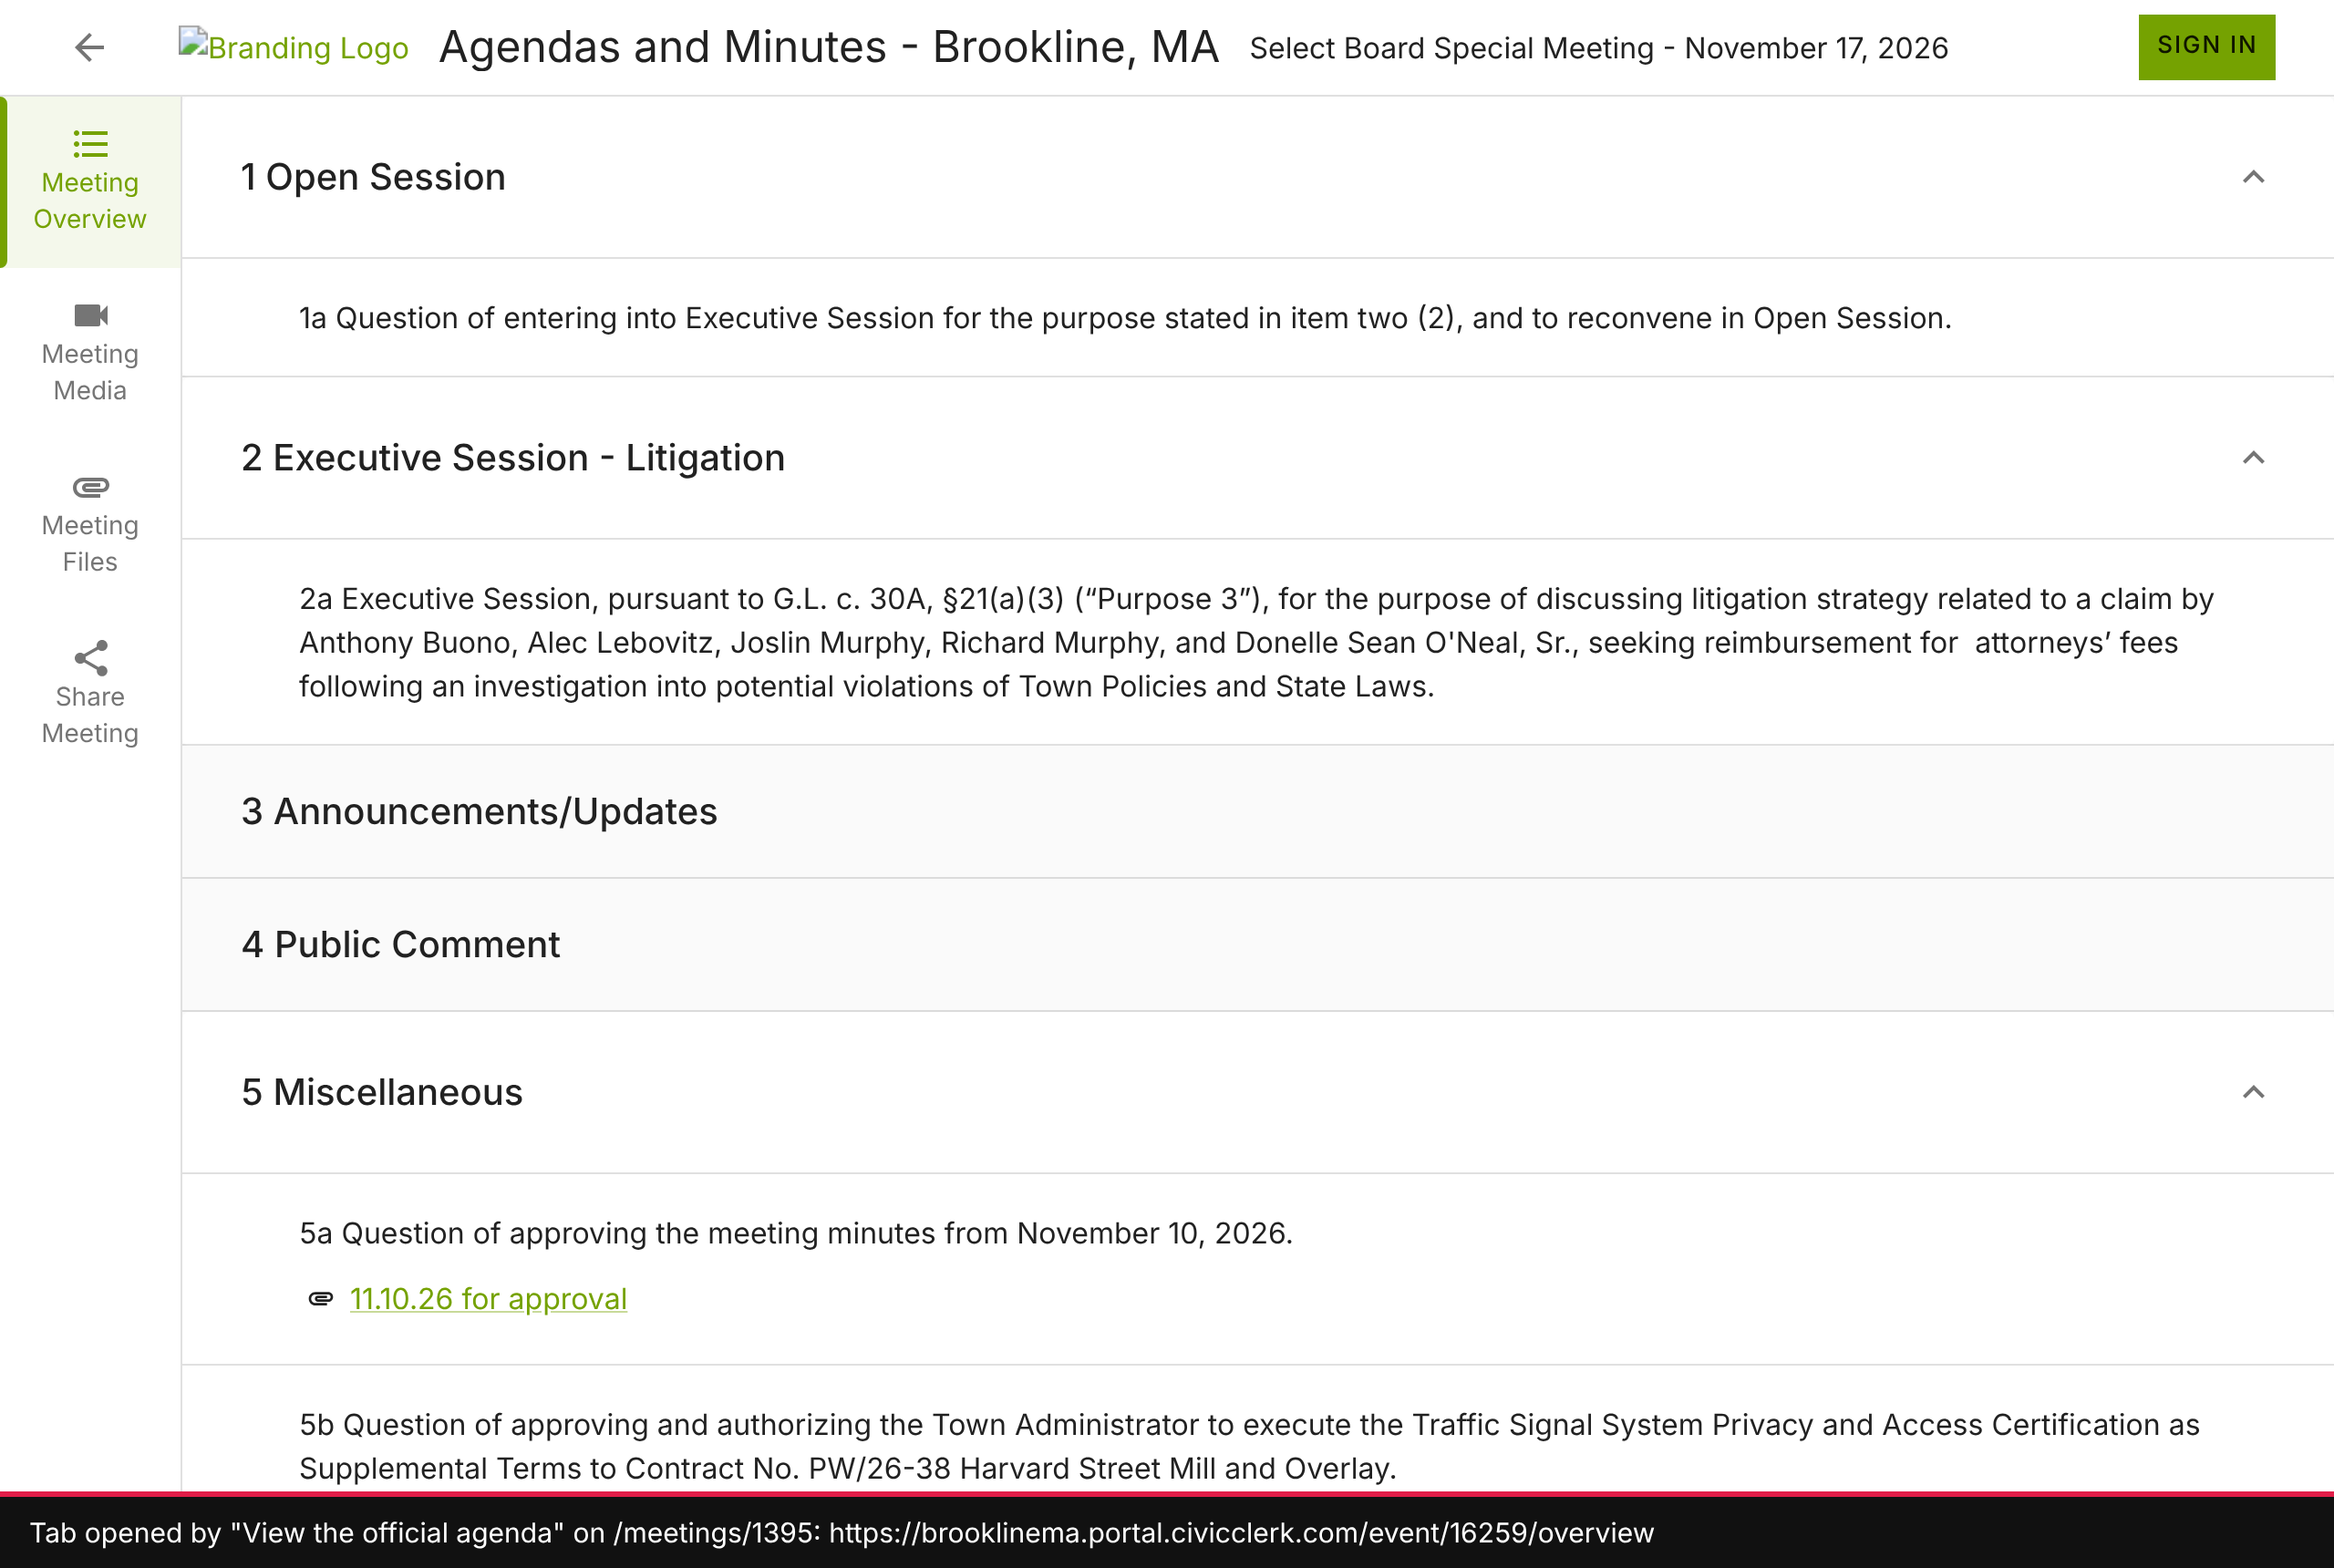 Branding Logo Agendas and Minutes - Brookline, MA Select Board Special Meeting - November 17, 2026 SIGN IN
Meeting
Overview
Meeting
Media
Meeting
Files
Share
Meeting
1 Open Session
1a Question of entering into Executive Session for the purpose stated in item two (2), and to reconvene in Open Session.
2 Executive Session - Litigation
2a Executive Session, pursuant to G.L. c. 30A, §21(a)(3) (“Purpose 3”), for the purpose of discussing litigation strategy related to a claim by
Anthony Buono, Alec Lebovitz, Joslin Murphy, Richard Murphy, and Donelle Sean O'Neal, Sr., seeking reimbursement for  attorneys’ fees
following an investigation into potential violations of Town Policies and State Laws.
3 Announcements/Updates
4 Public Comment
5 Miscellaneous
5a Question of approving the meeting minutes from November 10, 2026.
11.10.26 for approval
5b Question of approving and authorizing the Town Administrator to execute the Traffic Signal System Privacy and Access Certification as
Supplemental Terms to Contract No. PW/26-38 Harvard Street Mill and Overlay.
Tab opened by "View the official agenda" on /meetings/1395: https://brooklinema.portal.civicclerk.com/event/16259/overview